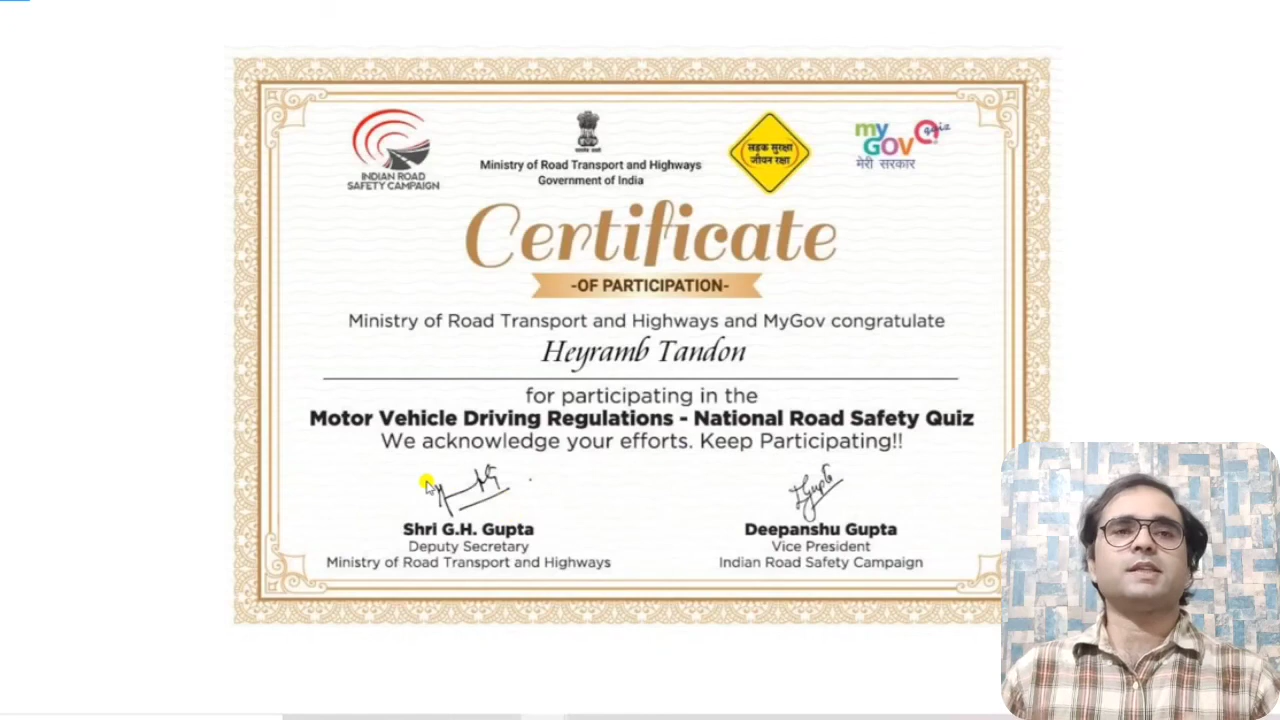 INDIAN ROAD
SAFETY CAMPAIGN
Ministry of Road Transport and Highways
Government of India
सड़क सुरक्षा
जीवन रक्षा
my
GOV quiz
मेरी सरकार
Certificate
-OF PARTICIPATION-
Ministry of Road Transport and Highways and MyGov congratulate
Heyramb Tandon
for participating in the
Motor Vehicle Driving Regulations - National Road Safety Quiz
We acknowledge your efforts. Keep Participating!!
Shri G.H. Gupta
Deputy Secretary
Ministry of Road Transport and Highways
Deepanshu Gupta
Vice President
Indian Road Safety Campaign